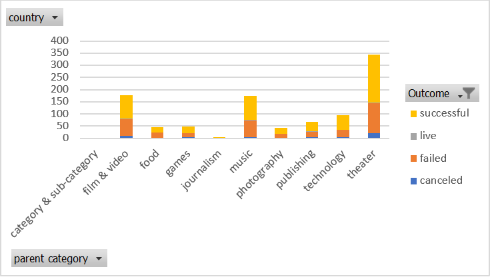 country
400
350
300
250
200
150
100
50
0
category & sub-category
film & video
food
games
journalism
music
photography
publishing
technology
theater
Outcome
successful
live
failed
canceled
parent category